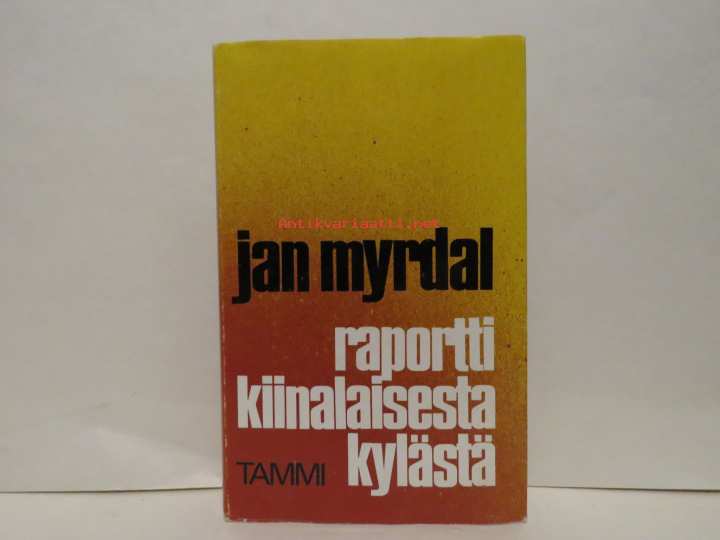 Antikvariaatti.net
jan myrdal
raportti
kiinalaisesta
kylästä
TAMMI